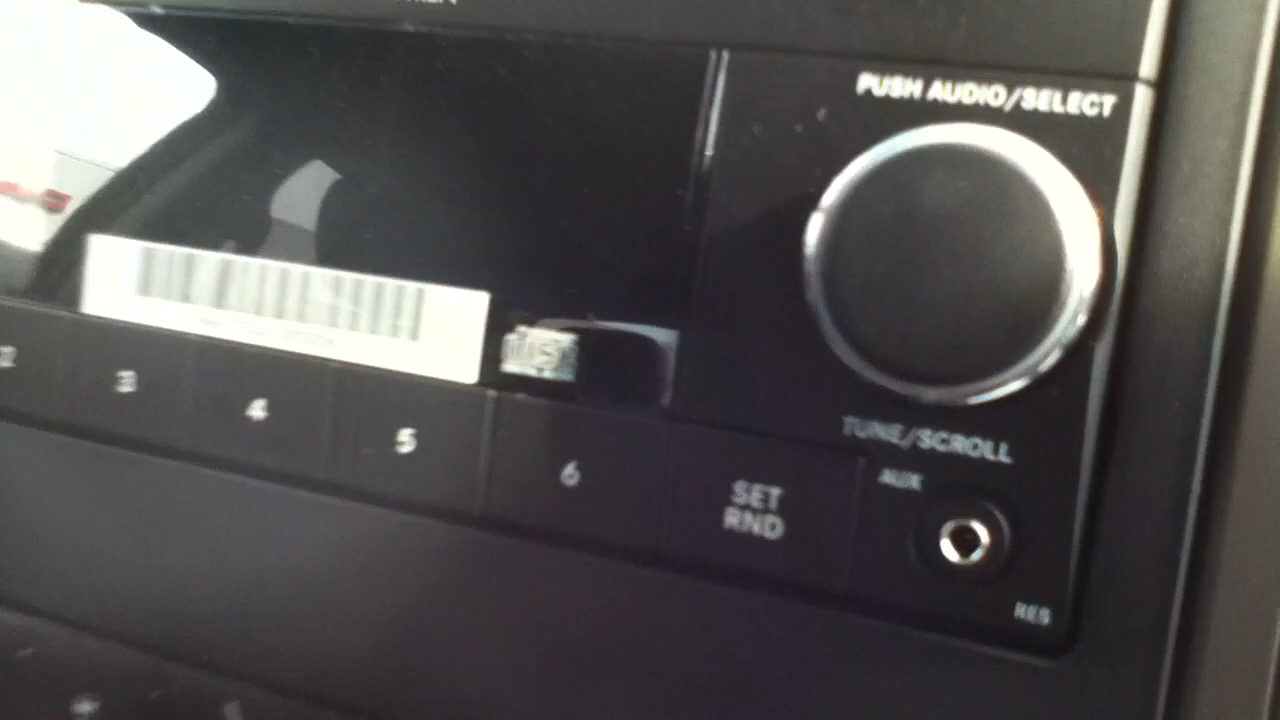 PUSH AUDIO/SELECT
2
3
4
5
6
SET
RND
TUNE/SCROLL
AUX
RES